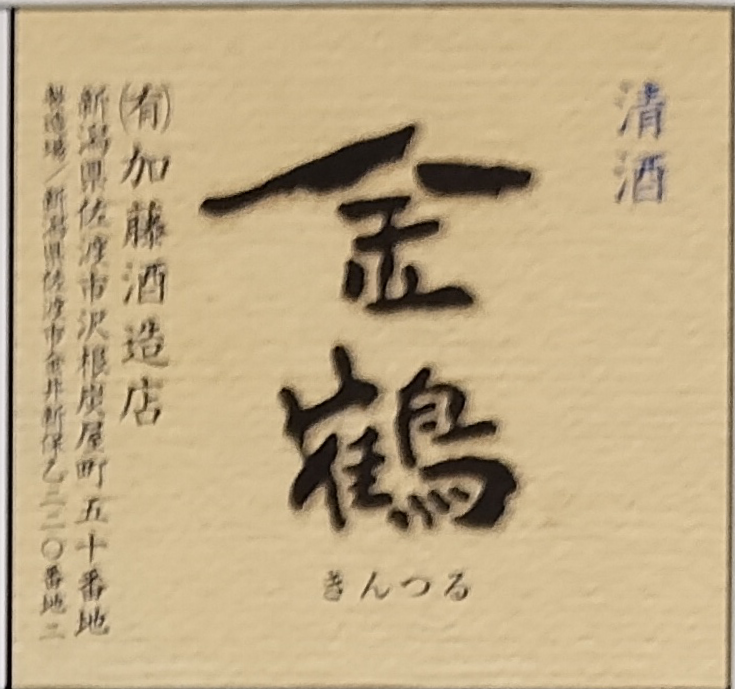 清酒
金鶴
きんつる
㈲加藤酒造店
新潟県佐渡市沢根炭屋町五十番地
製造場/新潟県佐渡市金井新保乙二二〇番地二